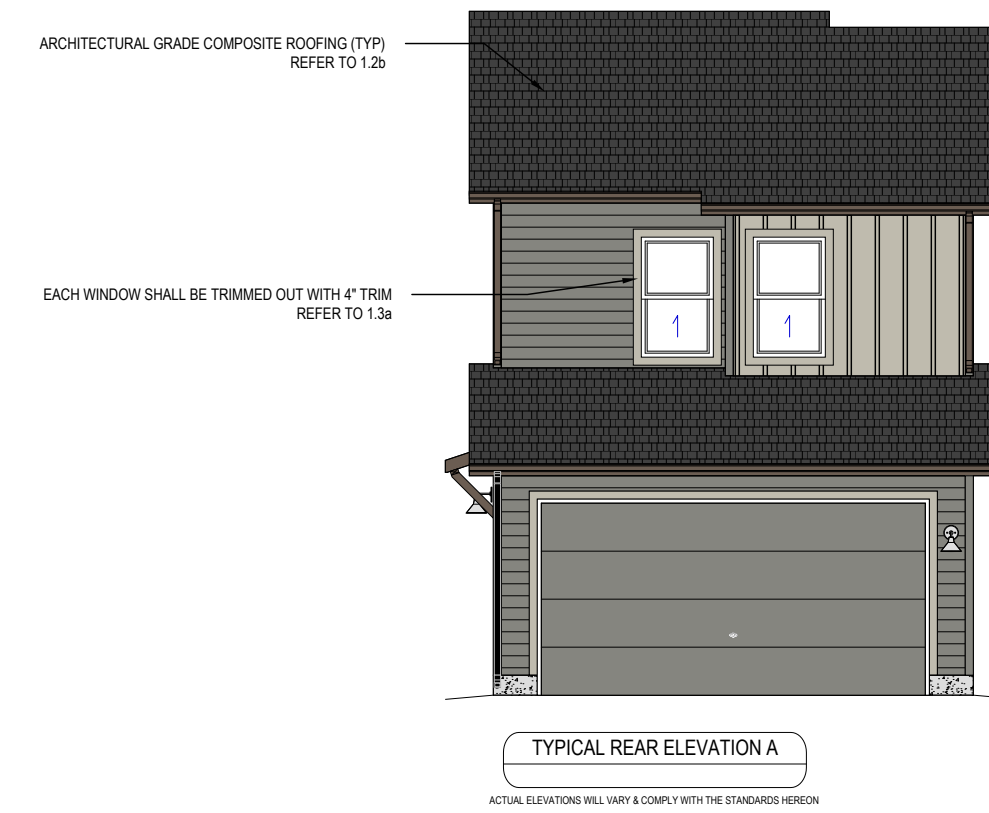 ARCHITECTURAL GRADE COMPOSITE ROOFING (TYP)
REFER TO 1.2b
EACH WINDOW SHALL BE TRIMMED OUT WITH 4" TRIM
REFER TO 1.3a
1 1
TYPICAL REAR ELEVATION A
ACTUAL ELEVATIONS WILL VARY & COMPLY WITH THE STANDARDS HEREON